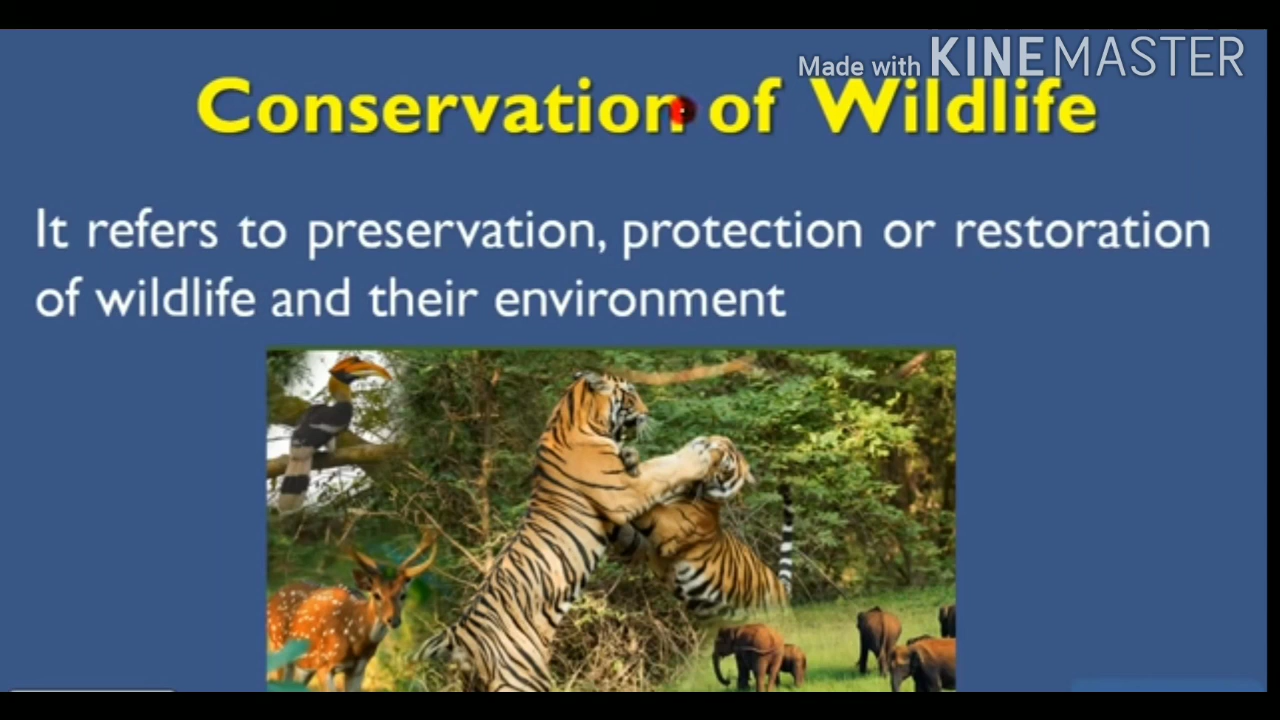 Made with KINEMASTER
Conservation of Wildlife
It refers to preservation, protection or restoration
of wildlife and their environment